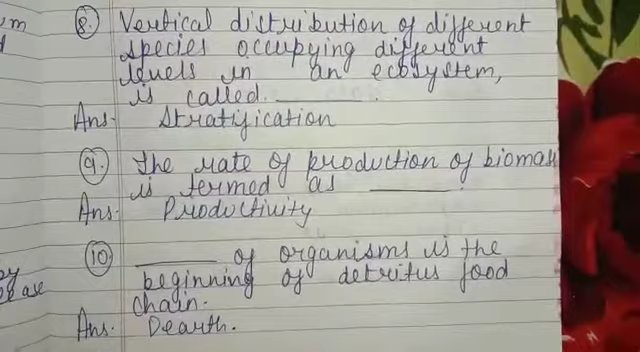 um
⑧ Vertical distribution of different
species occupying different
levels in an ecosystem,
is called ______.
Ans. Stratification
⑨. The rate of production of biomass
is termed as ______.
Ans. Productivity
⑩ ______ of organisms is the
beginning of detritus food
chain.
Ans. Dearth.